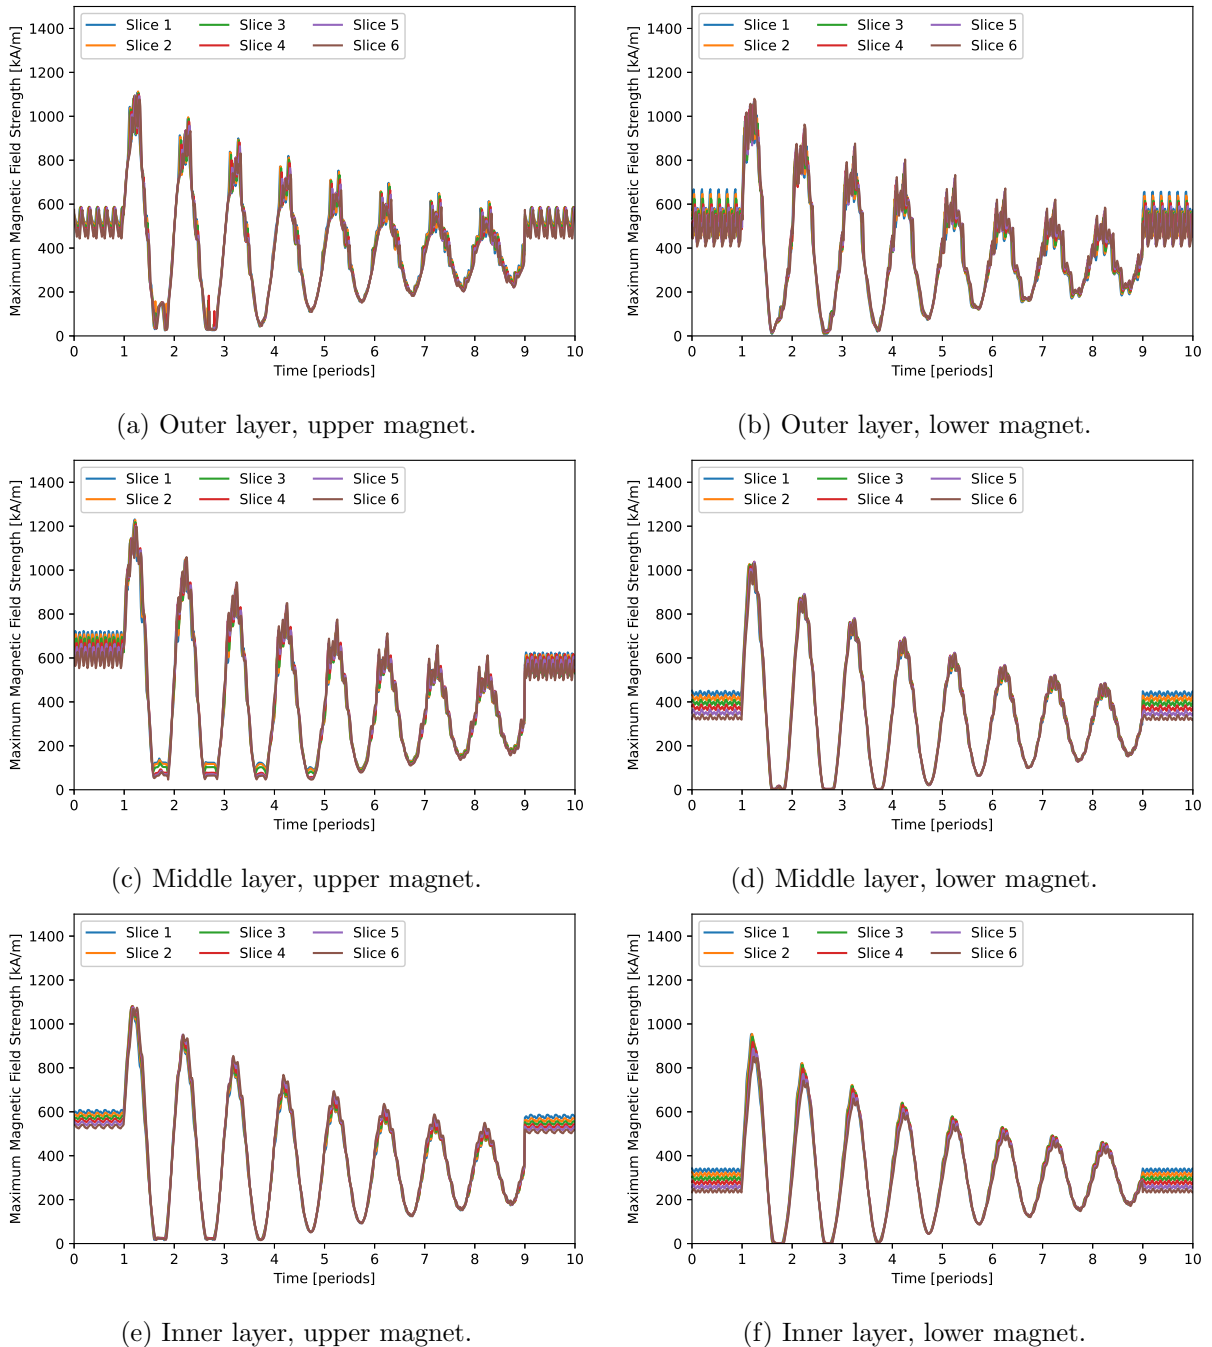 Slice 1 Slice 3 Slice 5
Slice 2 Slice 4 Slice 6
Maximum Magnetic Field Strength [kA/m]
1400
1200
1000
800
600
400
200
0
0 1 2 3 4 5 6 7 8 9 10
Time [periods]
(a) Outer layer, upper magnet.
Slice 1 Slice 3 Slice 5
Slice 2 Slice 4 Slice 6
Maximum Magnetic Field Strength [kA/m]
1400
1200
1000
800
600
400
200
0
0 1 2 3 4 5 6 7 8 9 10
Time [periods]
(b) Outer layer, lower magnet.
Slice 1 Slice 3 Slice 5
Slice 2 Slice 4 Slice 6
Maximum Magnetic Field Strength [kA/m]
1400
1200
1000
800
600
400
200
0
0 1 2 3 4 5 6 7 8 9 10
Time [periods]
(c) Middle layer, upper magnet.
Slice 1 Slice 3 Slice 5
Slice 2 Slice 4 Slice 6
Maximum Magnetic Field Strength [kA/m]
1400
1200
1000
800
600
400
200
0
0 1 2 3 4 5 6 7 8 9 10
Time [periods]
(d) Middle layer, lower magnet.
Slice 1 Slice 3 Slice 5
Slice 2 Slice 4 Slice 6
Maximum Magnetic Field Strength [kA/m]
1400
1200
1000
800
600
400
200
0
0 1 2 3 4 5 6 7 8 9 10
Time [periods]
(e) Inner layer, upper magnet.
Slice 1 Slice 3 Slice 5
Slice 2 Slice 4 Slice 6
Maximum Magnetic Field Strength [kA/m]
1400
1200
1000
800
600
400
200
0
0 1 2 3 4 5 6 7 8 9 10
Time [periods]
(f) Inner layer, lower magnet.